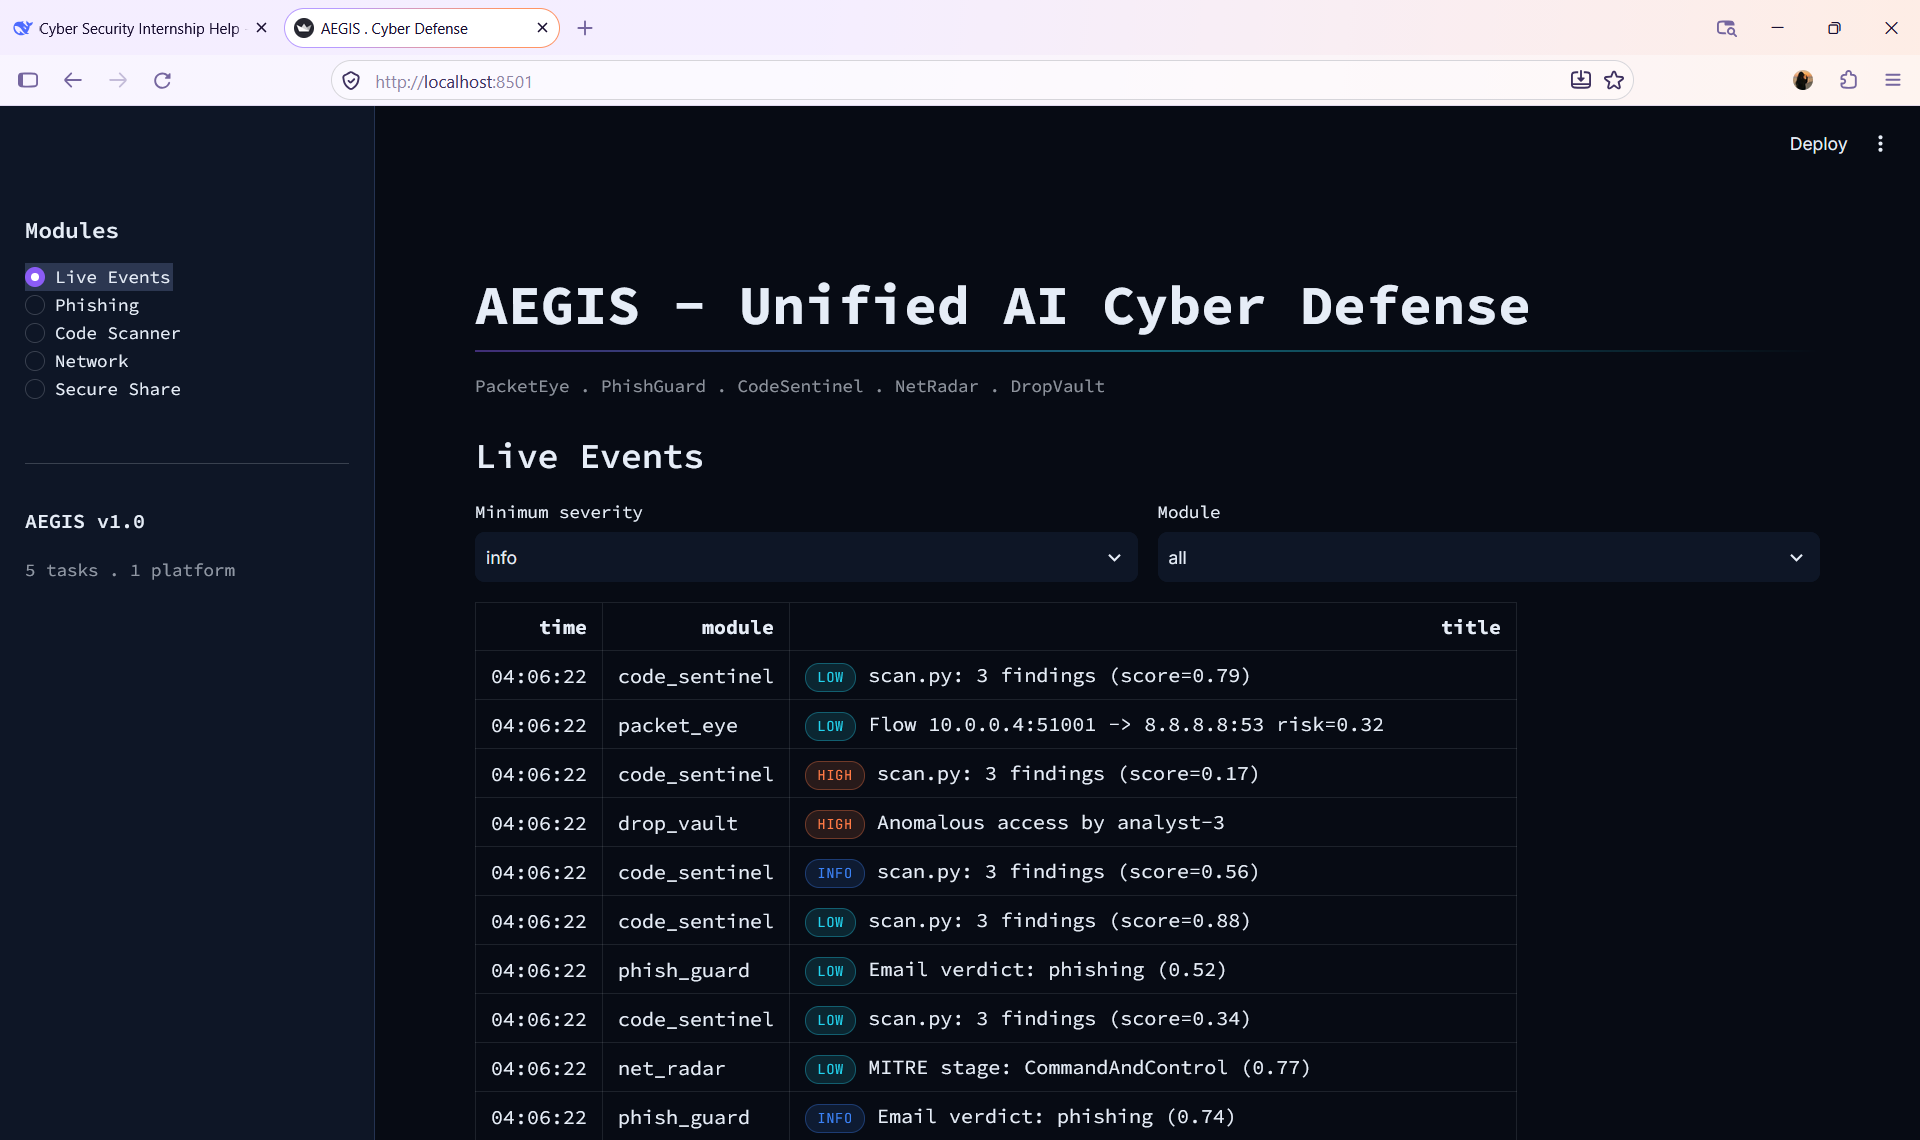 Cyber Security Internship Help
AEGIS . Cyber Defense
http://localhost:8501
Deploy
Modules
Live Events
Phishing
Code Scanner
Network
Secure Share
AEGIS v1.0
5 tasks . 1 platform
AEGIS - Unified AI Cyber Defense
PacketEye . PhishGuard . CodeSentinel . NetRadar . DropVault
Live Events
Minimum severity Module
info all
time module title
04:06:22 code_sentinel LOW scan.py: 3 findings (score=0.79)
04:06:22 packet_eye LOW Flow 10.0.0.4:51001 -> 8.8.8.8:53 risk=0.32
04:06:22 code_sentinel HIGH scan.py: 3 findings (score=0.17)
04:06:22 drop_vault HIGH Anomalous access by analyst-3
04:06:22 code_sentinel INFO scan.py: 3 findings (score=0.56)
04:06:22 code_sentinel LOW scan.py: 3 findings (score=0.88)
04:06:22 phish_guard LOW Email verdict: phishing (0.52)
04:06:22 code_sentinel LOW scan.py: 3 findings (score=0.34)
04:06:22 net_radar LOW MITRE stage: CommandAndControl (0.77)
04:06:22 phish_guard INFO Email verdict: phishing (0.74)